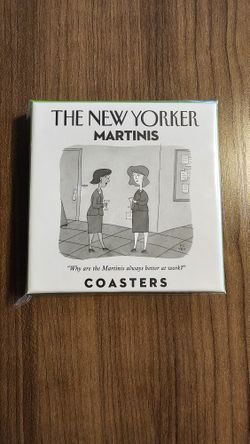 THE NEW YORKER
MARTINIS
"Why are the Martinis always better at work?"
COASTERS